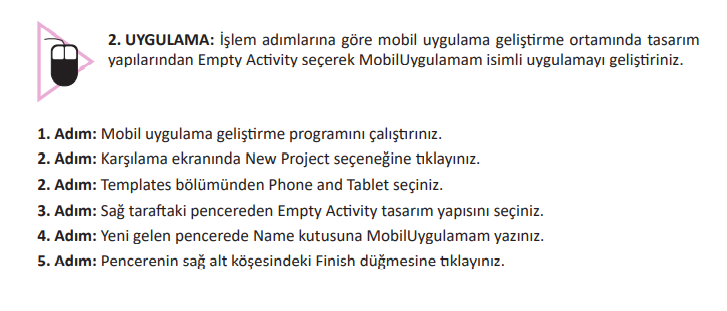 2. UYGULAMA: İşlem adımlarına göre mobil uygulama geliştirme ortamında tasarım
yapılarından Empty Activity seçerek MobilUygulamam isimli uygulamayı geliştiriniz.
1. Adım: Mobil uygulama geliştirme programını çalıştırınız.
2. Adım: Karşılama ekranında New Project seçeneğine tıklayınız.
2. Adım: Templates bölümünden Phone and Tablet seçiniz.
3. Adım: Sağ taraftaki pencereden Empty Activity tasarım yapısını seçiniz.
4. Adım: Yeni gelen pencerede Name kutusuna MobilUygulamam yazınız.
5. Adım: Pencerenin sağ alt köşesindeki Finish düğmesine tıklayınız.